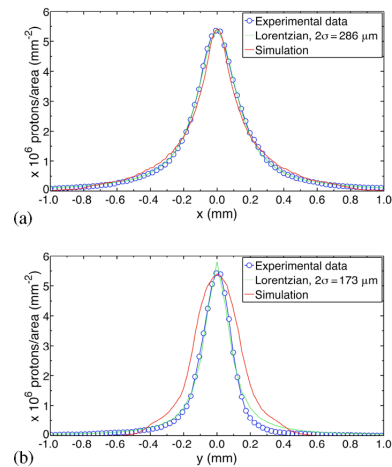 6
5
4
3
2
1
0
x 10⁶ protons/area (mm⁻²)
Experimental data
Lorentzian, 2σ = 286 μm
Simulation
-1.0 -0.8 -0.6 -0.4 -0.2 0.0 0.2 0.4 0.6 0.8 1.0
x (mm)
(a)
6
5
4
3
2
1
0
x 10⁶ protons/area (mm⁻²)
Experimental data
Lorentzian, 2σ = 173 μm
Simulation
-1.0 -0.8 -0.6 -0.4 -0.2 0.0 0.2 0.4 0.6 0.8 1.0
y (mm)
(b)